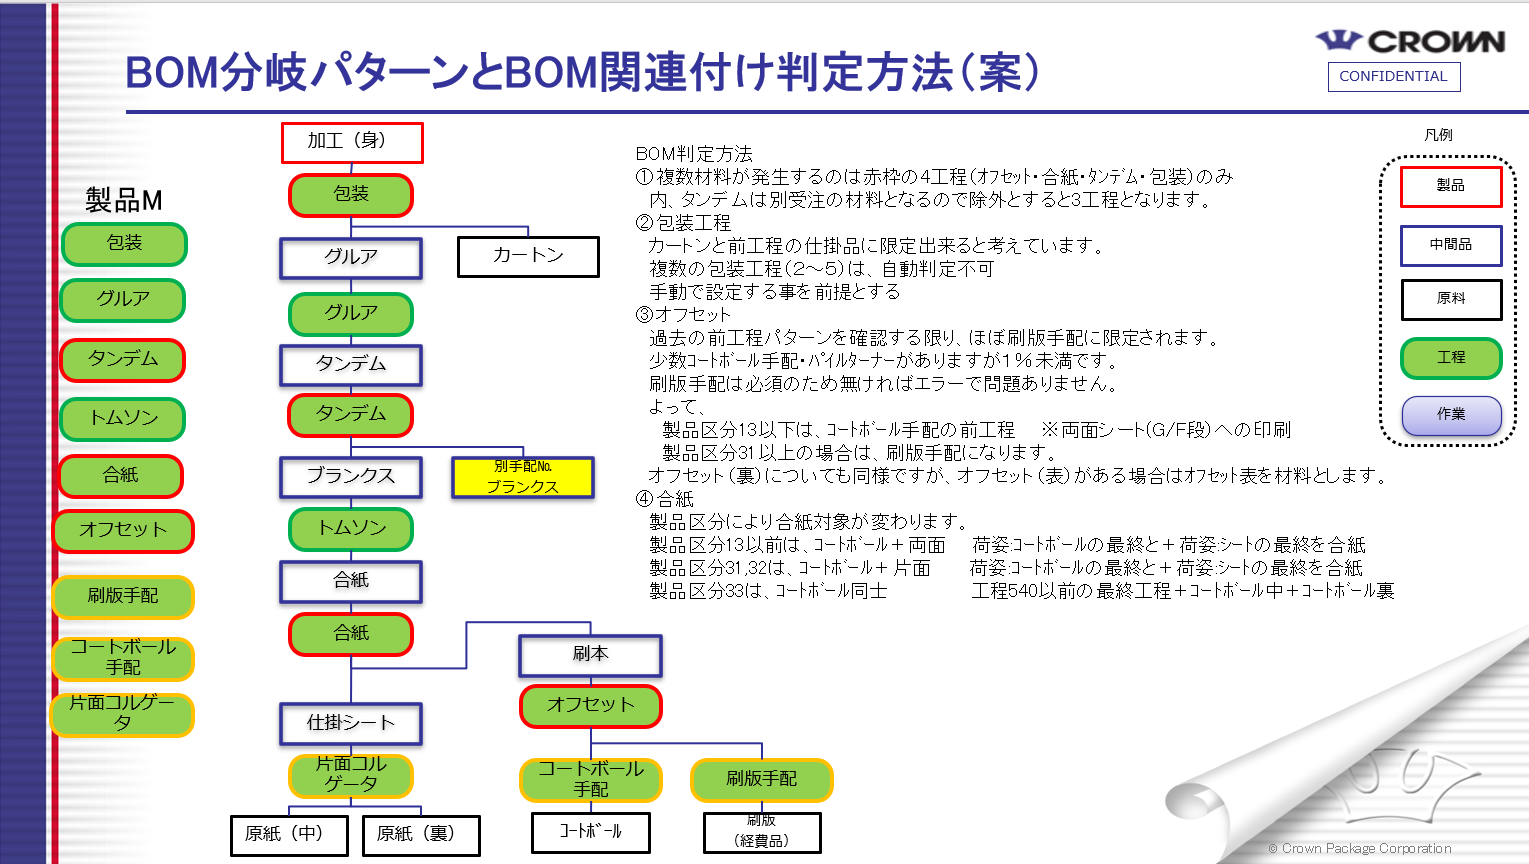 BOM分岐パターンとBOM関連付け判定方法（案）
CROWN
CONFIDENTIAL
製品M
包装
グルア
タンデム
トムソン
合紙
オフセット
刷版手配
コートボール
手配
片面コルゲー
タ
加工（身）
包装
グルア
カートン
グルア
タンデム
タンデム
ブランクス
別手配№
ブランクス
トムソン
合紙
合紙
刷本
オフセット
仕掛シート
片面コル
ゲータ
コートボール
手配
刷版手配
原紙（中）
原紙（裏）
ｺｰﾄﾎﾞｰﾙ
刷版
（経費品）
BOM判定方法
①複数材料が発生するのは赤枠の4工程（ｵﾌｾｯﾄ・合紙・ﾀﾝﾃﾞﾑ・包装）のみ
内、タンデムは別受注の材料となるので除外とすると3工程となります。
②包装工程
カートンと前工程の仕掛品に限定出来ると考えています。
複数の包装工程（2～5）は、自動判定不可
手動で設定する事を前提とする
③オフセット
過去の前工程パターンを確認する限り、ほぼ刷版手配に限定されます。
少数ｺｰﾄﾎﾞｰﾙ手配・ﾊﾟｲﾙﾀｰﾅｰがありますが1％未満です。
刷版手配は必須のため無ければエラーで問題ありません。
よって、
製品区分13以下は、ｺｰﾄﾎﾞｰﾙ手配の前工程　※両面シート(G/F段)への印刷
製品区分31以上の場合は、刷版手配になります。
オフセット（裏）についても同様ですが、オフセット（表）がある場合はｵﾌｾｯﾄ表を材料とします。
④合紙
製品区分により合紙対象が変わります。
製品区分13以前は、ｺｰﾄﾎﾞｰﾙ＋両面　荷姿:ｺｰﾄﾎﾞｰﾙの最終と＋荷姿:ｼｰﾄの最終を合紙
製品区分31,32は、ｺｰﾄﾎﾞｰﾙ＋片面　荷姿:ｺｰﾄﾎﾞｰﾙの最終と＋荷姿:ｼｰﾄの最終を合紙
製品区分33は、ｺｰﾄﾎﾞｰﾙ同士　工程540以前の最終工程＋ｺｰﾄﾎﾞｰﾙ中＋ｺｰﾄﾎﾞｰﾙ裏
凡例
製品
中間品
原料
工程
作業
© Crown Package Corporation